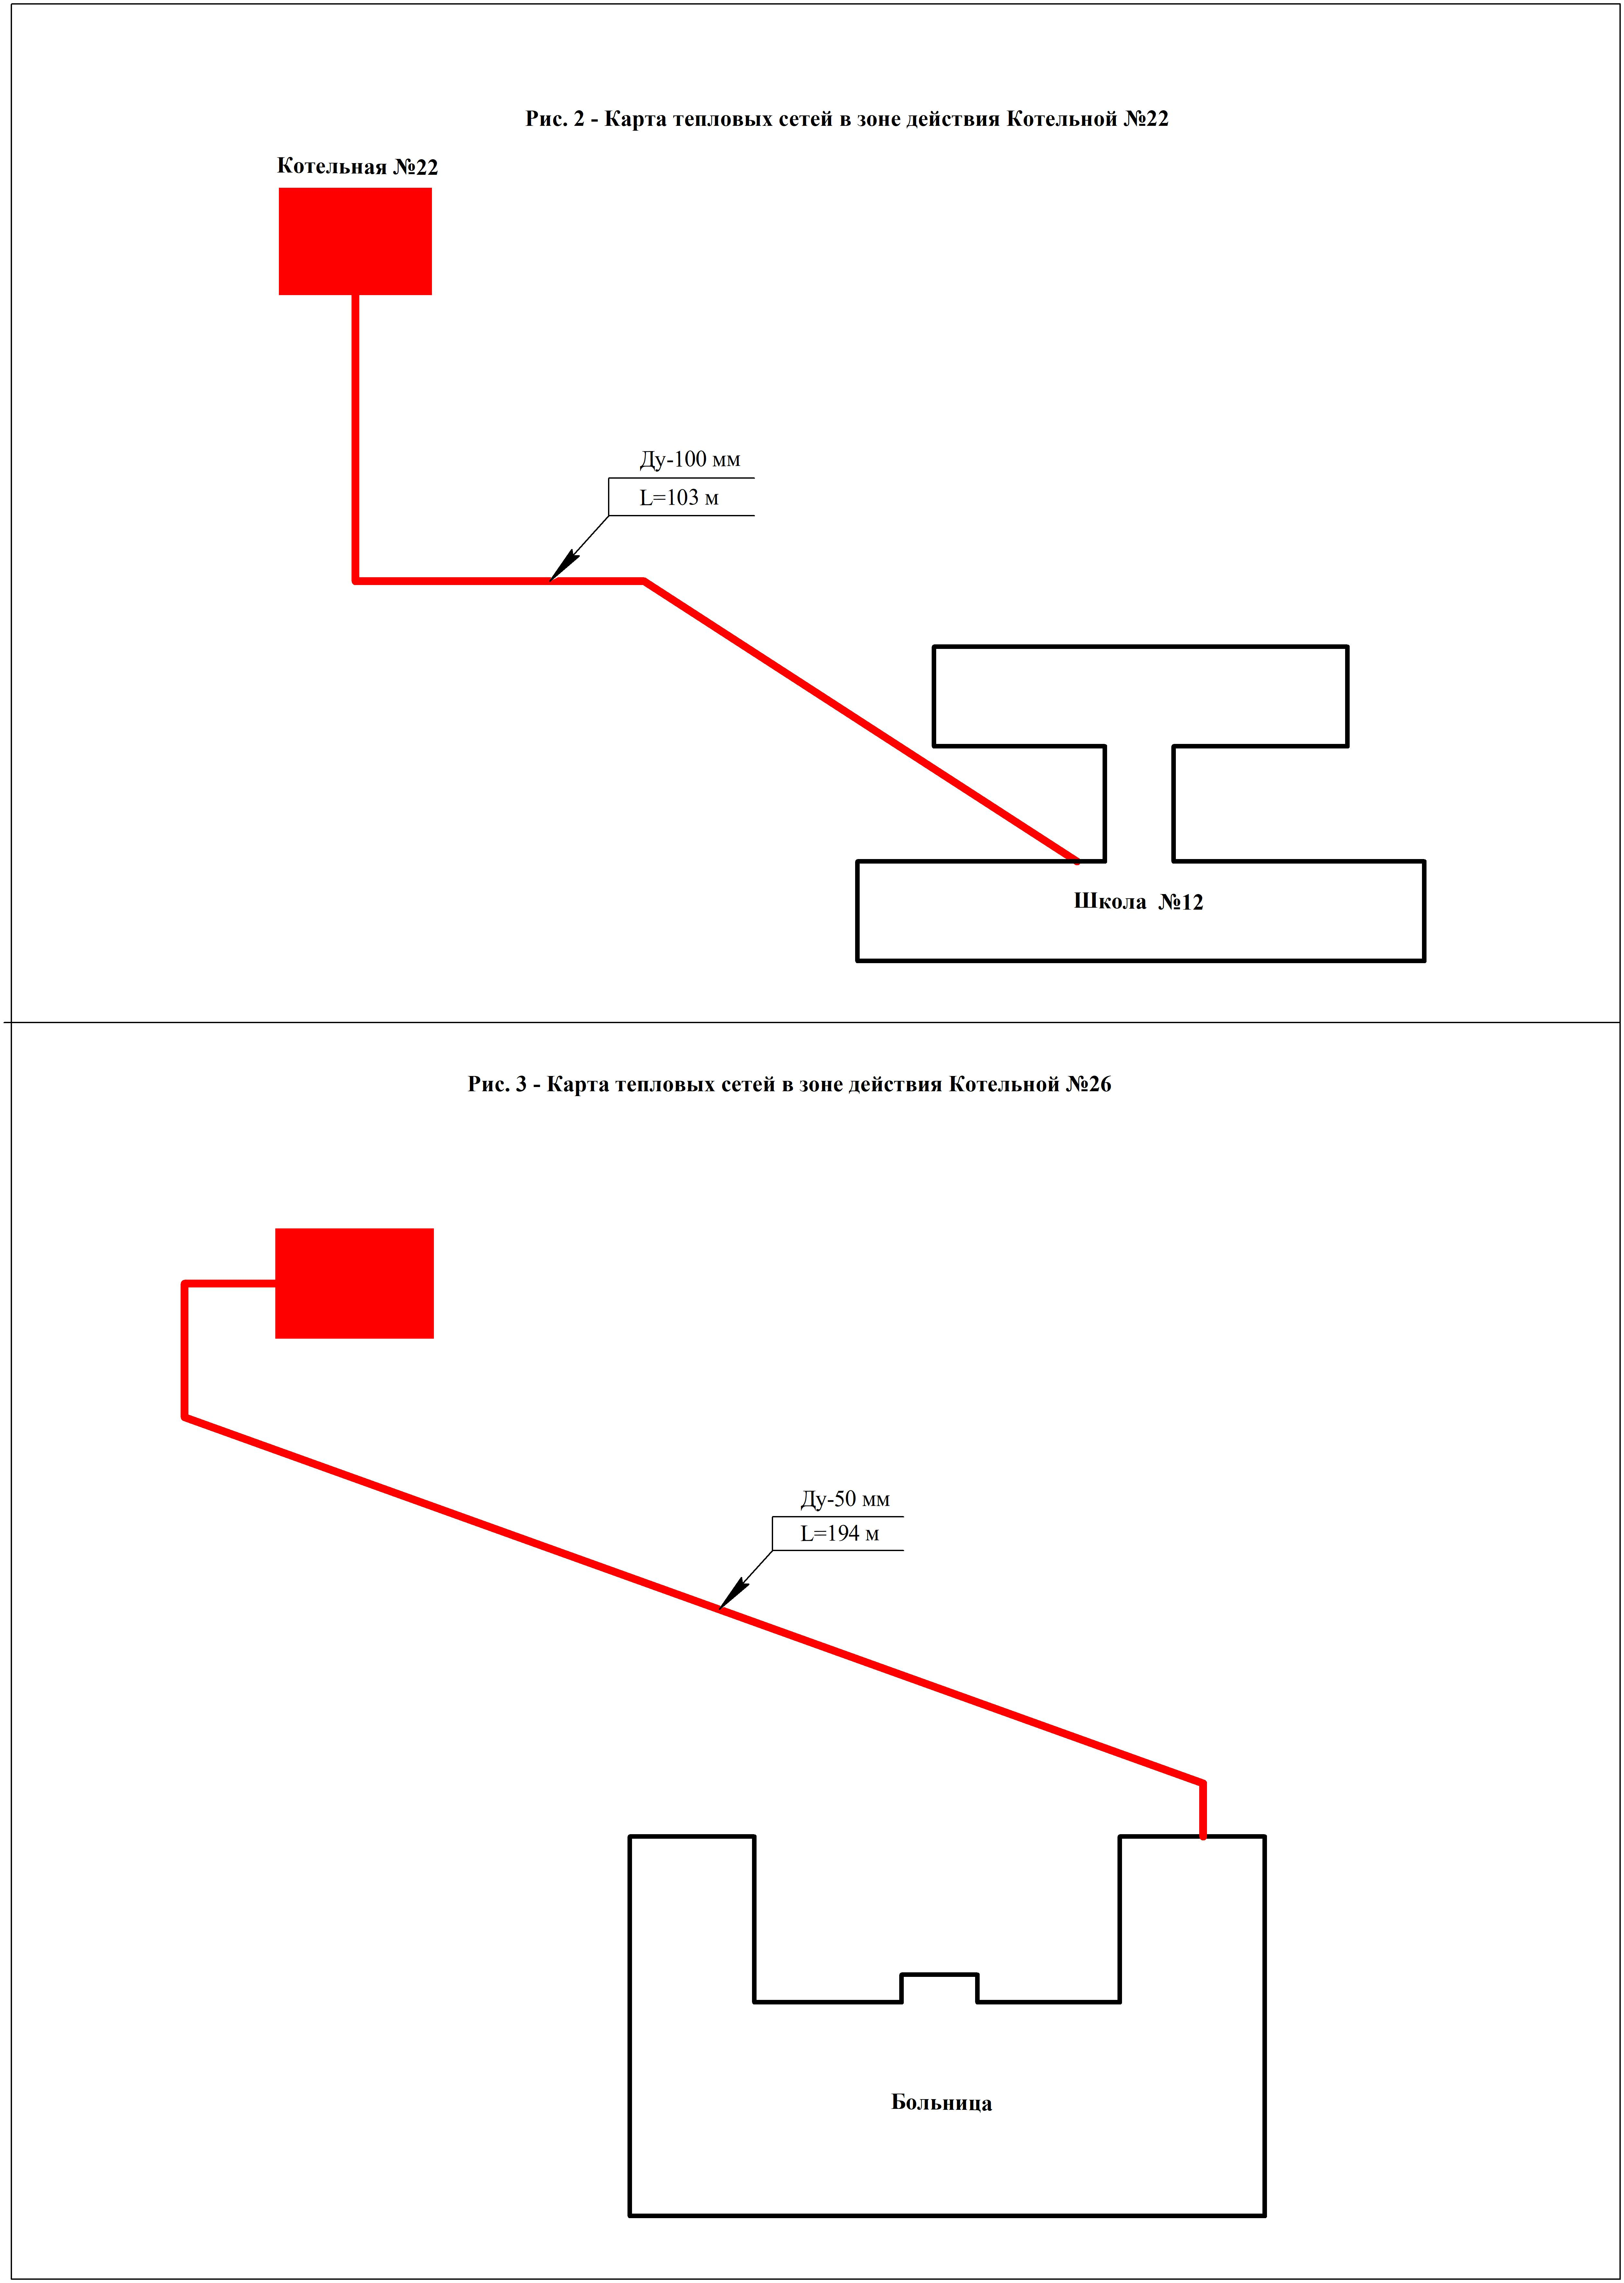 Рис. 2 - Карта тепловых сетей в зоне действия Котельной №22
Котельная №22
Ду-100 мм
L=103 м
Школа №12
Рис. 3 - Карта тепловых сетей в зоне действия Котельной №26
Ду-50 мм
L=194 м
Больница